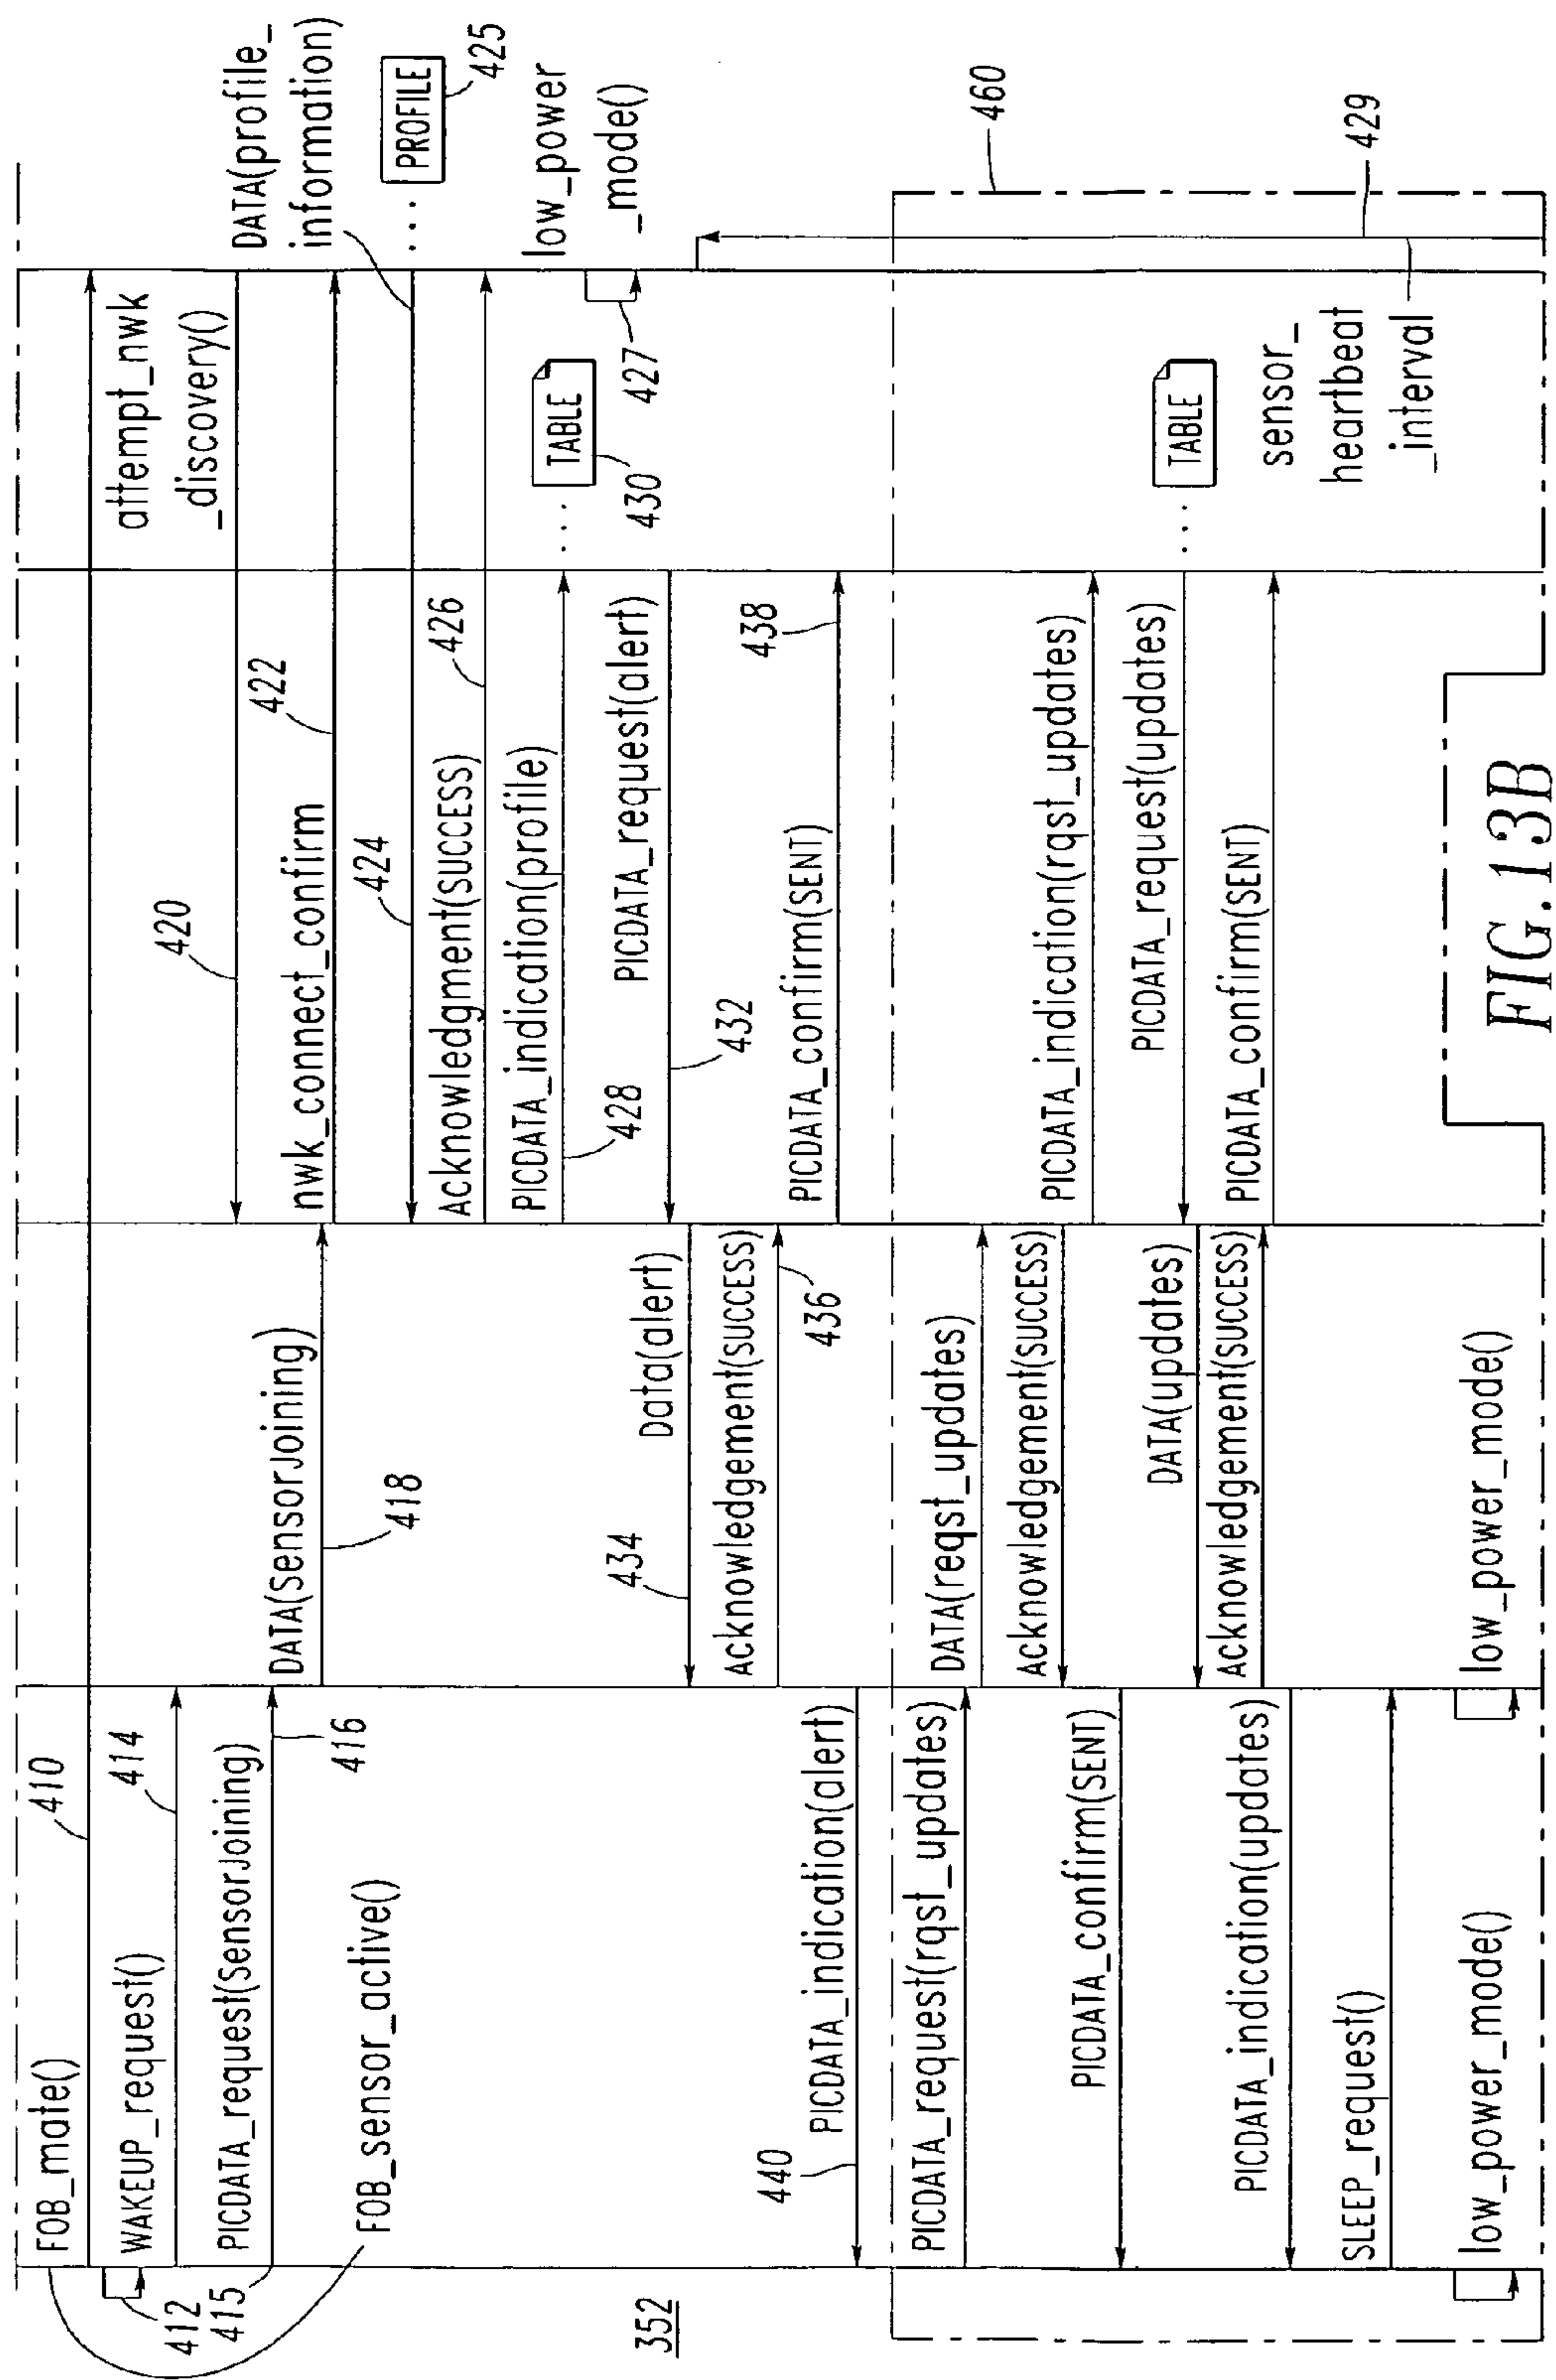 FOB_mate()
410
WAKEUP_request()
412
414
PICDATA_request(SensorJoining)
415
416
FOB_sensor_active()
352
attempt_nwk
_discovery()
420
DATA(SensorJoining)
418
nwk_connect_confirm
422
DATA(profile_
information)
424
... PROFILE
425
Acknowledgment(SUCCESS)
426
PICDATA_indication(profile)
428
... TABLE
430
low_power
_mode()
427
PICDATA_request(alert)
432
Data(alert)
434
Acknowledgement(SUCCESS)
436
PICDATA_confirm(SENT)
438
PICDATA_indication(alert)
440
460
PICDATA_request(rqst_updates)
DATA(reqst_updates)
Acknowledgement(SUCCESS)
PICDATA_indication(rqst_updates)
PICDATA_confirm(SENT)
PICDATA_request(updates)
... TABLE
DATA(updates)
Acknowledgement(SUCCESS)
PICDATA_confirm(SENT)
PICDATA_indication(updates)
sensor_
heartbeat
_interval
429
SLEEP_request()
low_power_mode()
low_power_mode()
FIG.13B